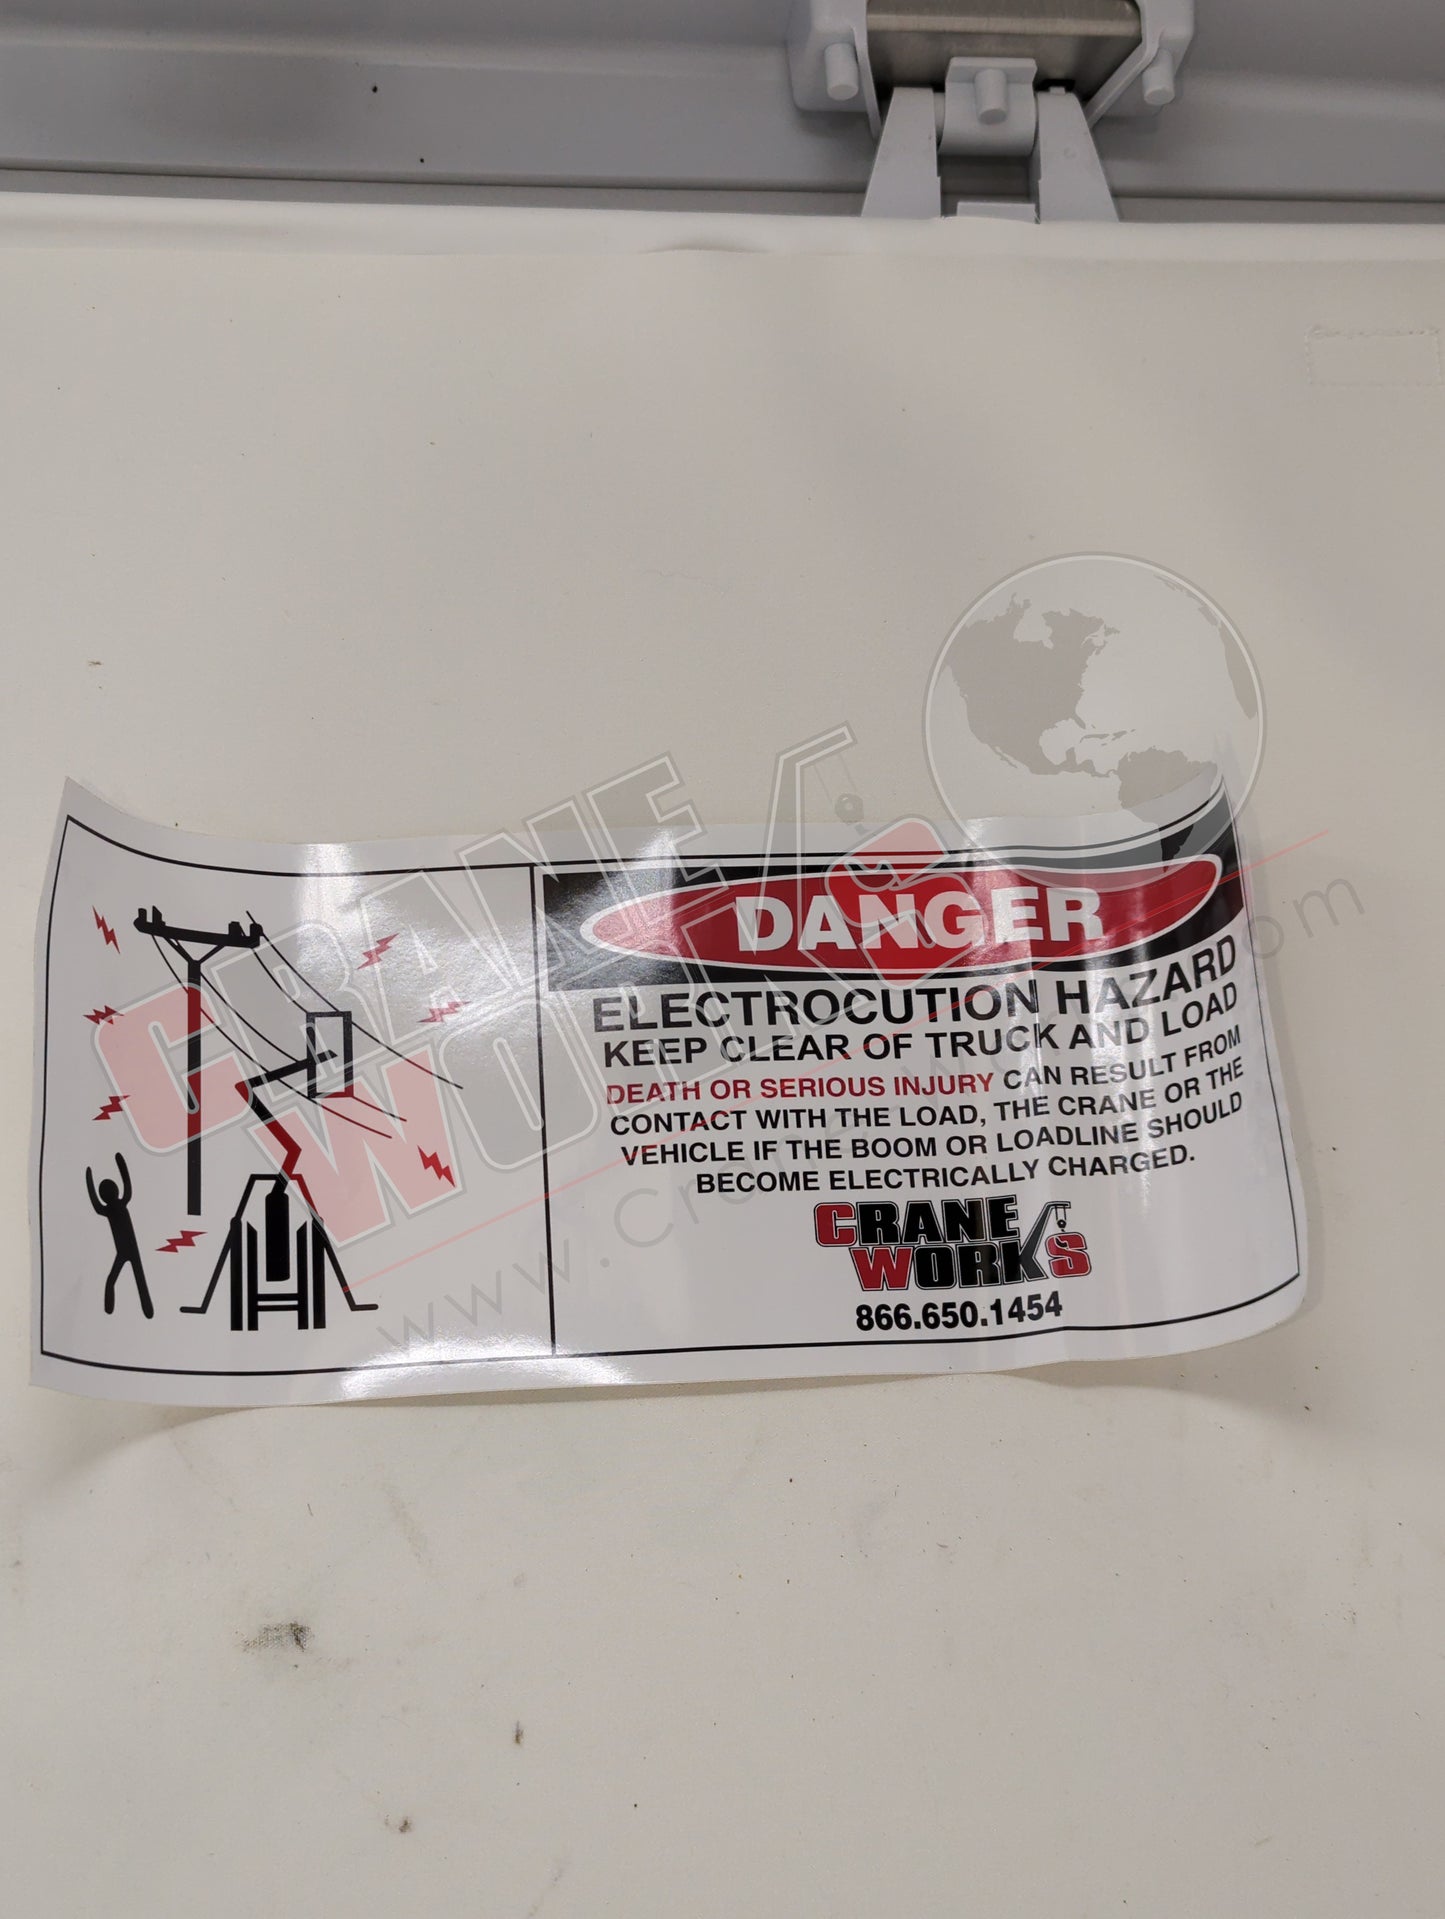 DANGER
ELECTROCUTION HAZARD
KEEP CLEAR OF TRUCK AND LOAD
DEATH OR SERIOUS INJURY CAN RESULT FROM
CONTACT WITH THE LOAD, THE CRANE OR THE
VEHICLE IF THE BOOM OR LOADLINE SHOULD
BECOME ELECTRICALLY CHARGED.
CRANE
WORKS
866.650.1454
CRANE
WORKS